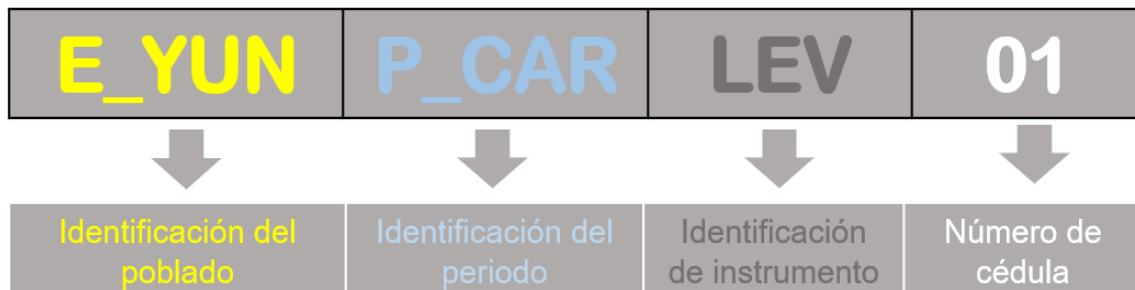 E_YUN P_CAR LEV 01
Identificación del poblado
Identificación del periodo
Identificación de instrumento
Número de cédula